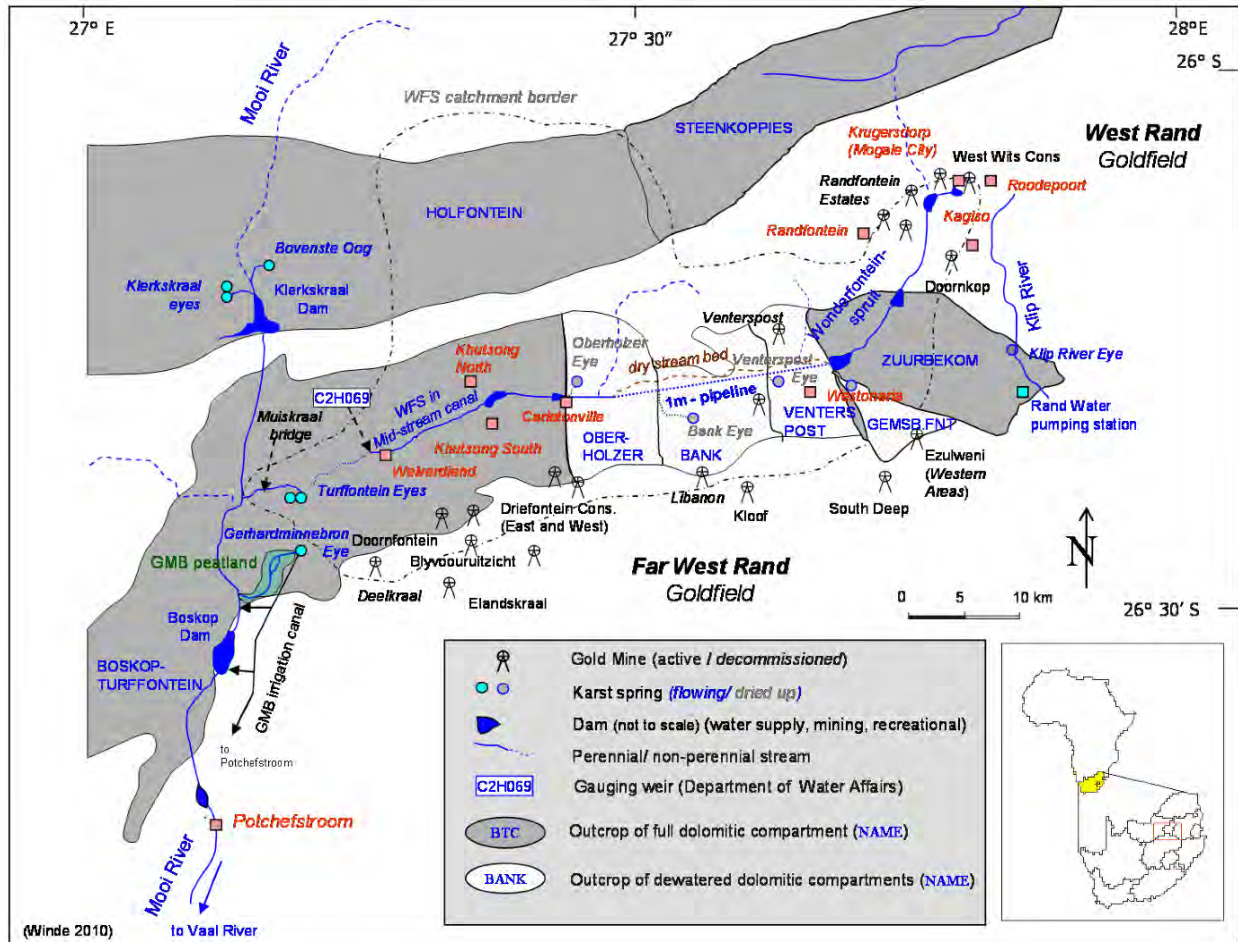 27° E
27° 30″
28° E
26° S
Mooi River
WFS catchment border
STEENKOPPIES
Krugersdorp
(Mogale City)
West Rand
Goldfield
West Wits Cons
Randfontein
Estates
Roodepoort
HOLFONTEIN
Randfontein
Kagiso
Bovenste Oog
Klerkskraal
eyes
Klerkskraal
Dam
Doornkop
Wonderfontein-
spruit
Klip River
Venterspost
Khutsong
North
Oberholzer
Eye
dry stream bed
Venterspost
Eye
ZUURBEKOM
Klip River Eye
C2H069
WFS in
Mid-stream canal
Carletonville
1m - pipeline
Westonaria
Muiskraal
bridge
Khutsong South
OBER-
HOLZER
Bank Eye
BANK
VENTERS
POST
GEMSB.FNT
Rand Water
pumping station
Welverdiend
Turffontein Eyes
Ezulweni
(Western
Areas)
Libanon
Kloof
South Deep
Driefontein Cons.
(East and West)
Gerhardminnebron
Eye
Doornfontein
GMB peatland
Blyvooruitzicht
Deelkraal
Elandskraal
Far West Rand
Goldfield
N
0 5 10 km
26° 30' S
Boskop
Dam
BOSKOP-
TURFFONTEIN
GMB irrigation canal
to
Potchefstroom
Potchefstroom
Mooi River
to Vaal River
(Winde 2010)
Gold Mine (active / decommissioned)
Karst spring (flowing/ dried up)
Dam (not to scale) (water supply, mining, recreational)
Perennial/ non-perennial stream
C2H069 Gauging weir (Department of Water Affairs)
BTC Outcrop of full dolomitic compartment (NAME)
BANK Outcrop of dewatered dolomitic compartments (NAME)